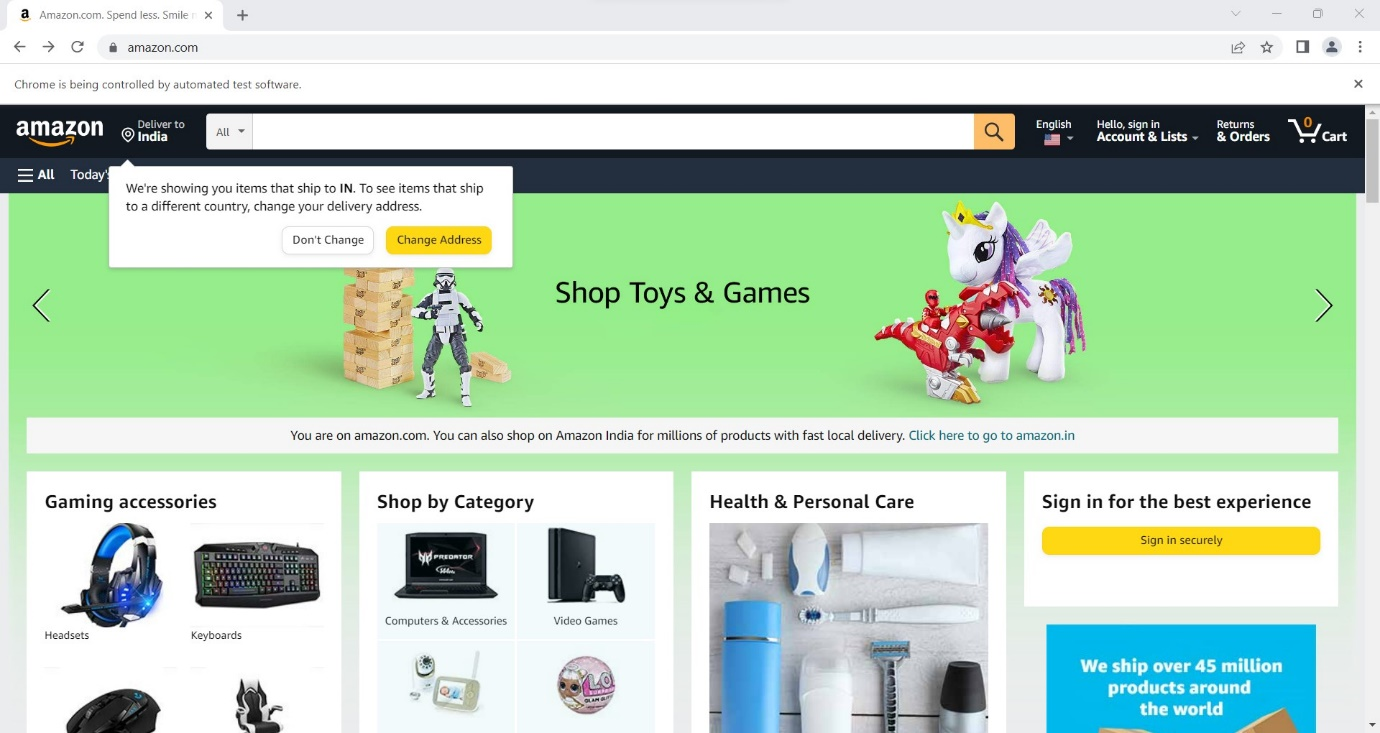 Amazon.com. Spend less. Smile
amazon.com
Chrome is being controlled by automated test software.
amazon
Deliver to
India
All
English
Hello, sign in
Account & Lists
Returns
& Orders
0
Cart
All
Today's
We're showing you items that ship to IN. To see items that ship
to a different country, change your delivery address.
Don't Change
Change Address
Shop Toys & Games
You are on amazon.com. You can also shop on Amazon India for millions of products with fast local delivery. Click here to go to amazon.in
Gaming accessories
Headsets
Keyboards
Shop by Category
PREDATOR
Computers & Accessories
Video Games
Health & Personal Care
Sign in for the best experience
Sign in securely
We ship over 45 million
products around
the world